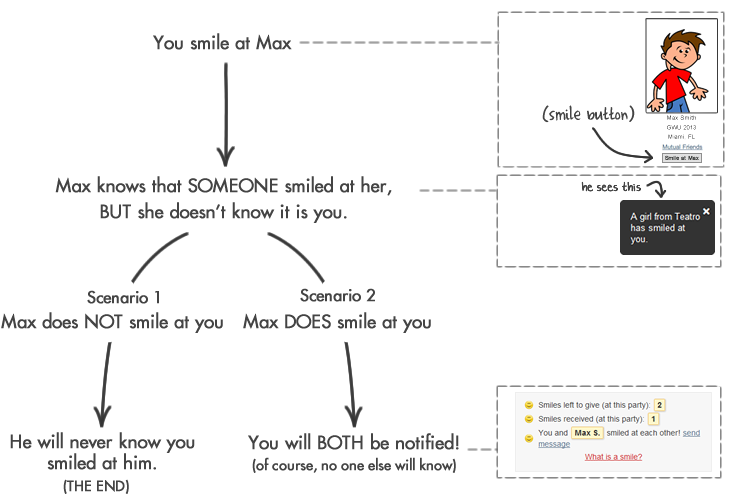 You smile at Max
(smile button)
Max Smith
GWU 2013
Miami, FL
Mutual Friends
Smile at Max
Max knows that SOMEONE smiled at her,
BUT she doesn't know it is you.
he sees this
A girl from Teatro
has smiled at
you.
Scenario 1
Max does NOT smile at you
Scenario 2
Max DOES smile at you
He will never know you
smiled at him.
(THE END)
You will BOTH be notified!
(of course, no one else will know)
Smiles left to give (at this party): 2
Smiles received (at this party): 1
You and Max S. smiled at each other! send
message
What is a smile?